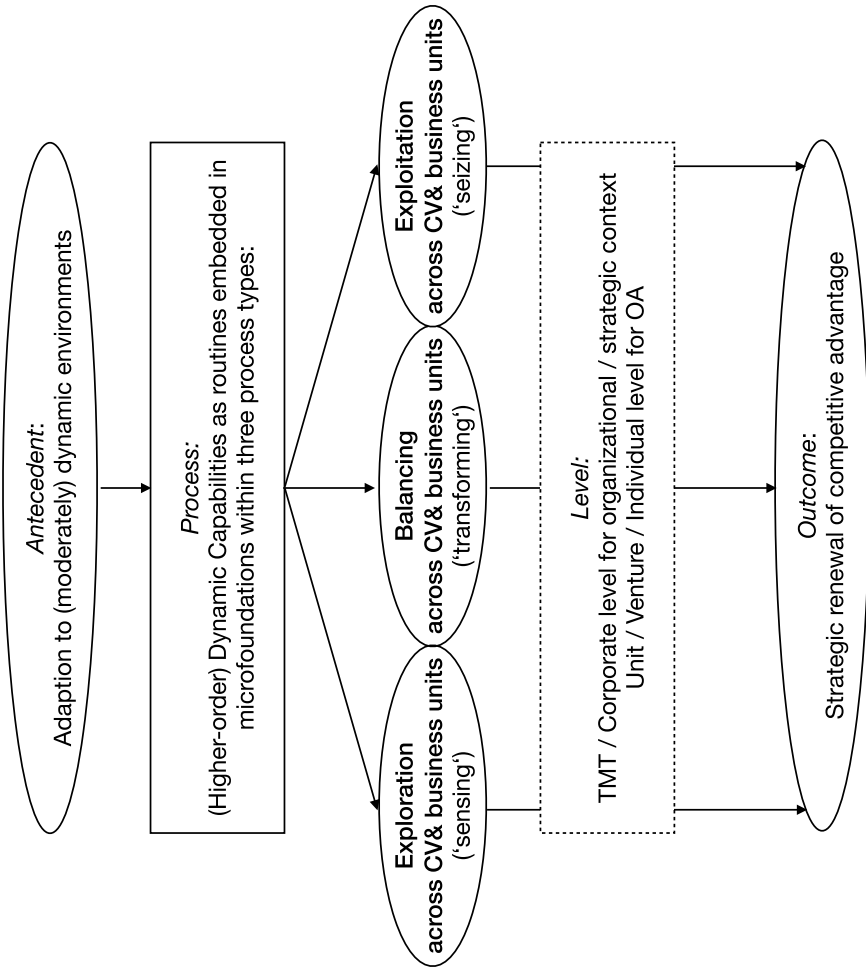 Antecedent:
Adaption to (moderately) dynamic environments
Process:
(Higher-order) Dynamic Capabilities as routines embedded in
microfoundations within three process types:
Exploration
across CV& business units
(‘sensing‘)
Balancing
across CV& business units
(‘transforming‘)
Exploitation
across CV& business units
(‘seizing‘)
Level:
TMT / Corporate level for organizational / strategic context
Unit / Venture / Individual level for OA
Outcome:
Strategic renewal of competitive advantage